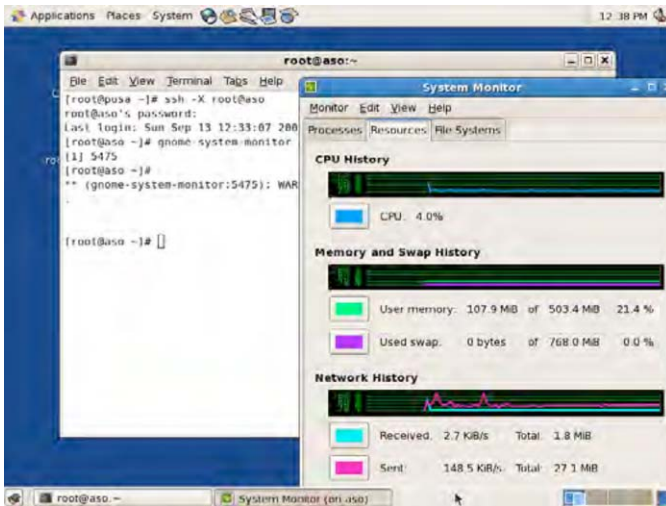 Applications Places System
12:38 PM
root@aso:~
File Edit View Terminal Tabs Help
[root@pusa ~]# ssh -X root@aso
root@aso's password:
Last login: Sun Sep 13 12:33:07 200
[root@aso ~]# gnome-system-monitor
[1] 5475
[root@aso ~]#
** (gnome-system-monitor:5475): WAR
.
[root@aso ~]#
System Monitor
Monitor Edit View Help
Processes Resources File Systems
CPU History
CPU: 4.0%
Memory and Swap History
User memory: 107.9 MiB of 503.4 MiB 21.4 %
Used swap: 0 bytes of 768.0 MiB 0.0 %
Network History
Received: 2.7 KiB/s Total: 1.8 MiB
Sent: 148.5 KiB/s Total: 27.1 MiB
root@aso:~
System Monitor (on aso)